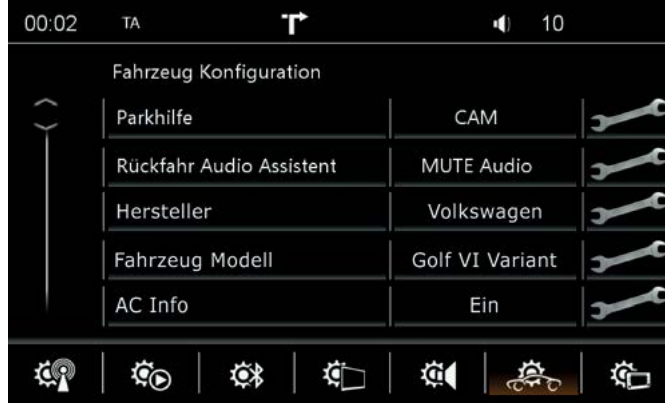 00:02 TA 10
Fahrzeug Konfiguration
Parkhilfe CAM
Rückfahr Audio Assistent MUTE Audio
Hersteller Volkswagen
Fahrzeug Modell Golf VI Variant
AC Info Ein